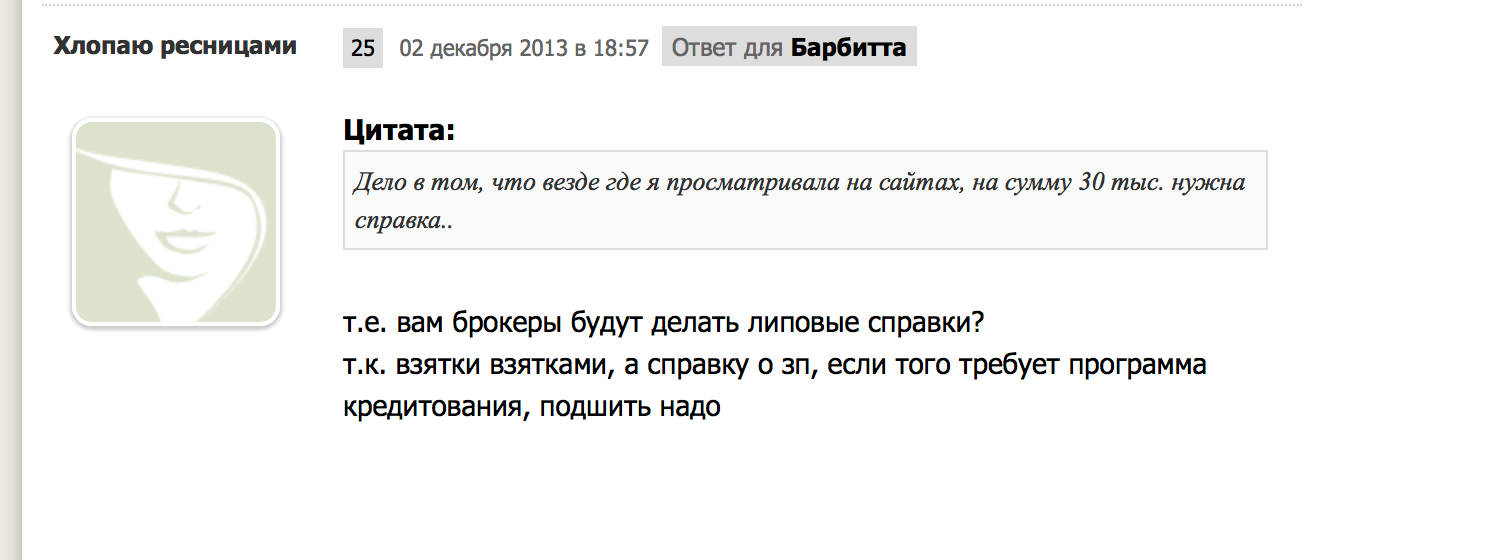 Хлопаю ресницами
25 02 декабря 2013 в 18:57 Ответ для Барбитта
Цитата:
Дело в том, что везде где я просматривала на сайтах, на сумму 30 тыс. нужна
справка..
т.е. вам брокеры будут делать липовые справки?
т.к. взятки взятками, а справку о зп, если того требует программа
кредитования, подшить надо